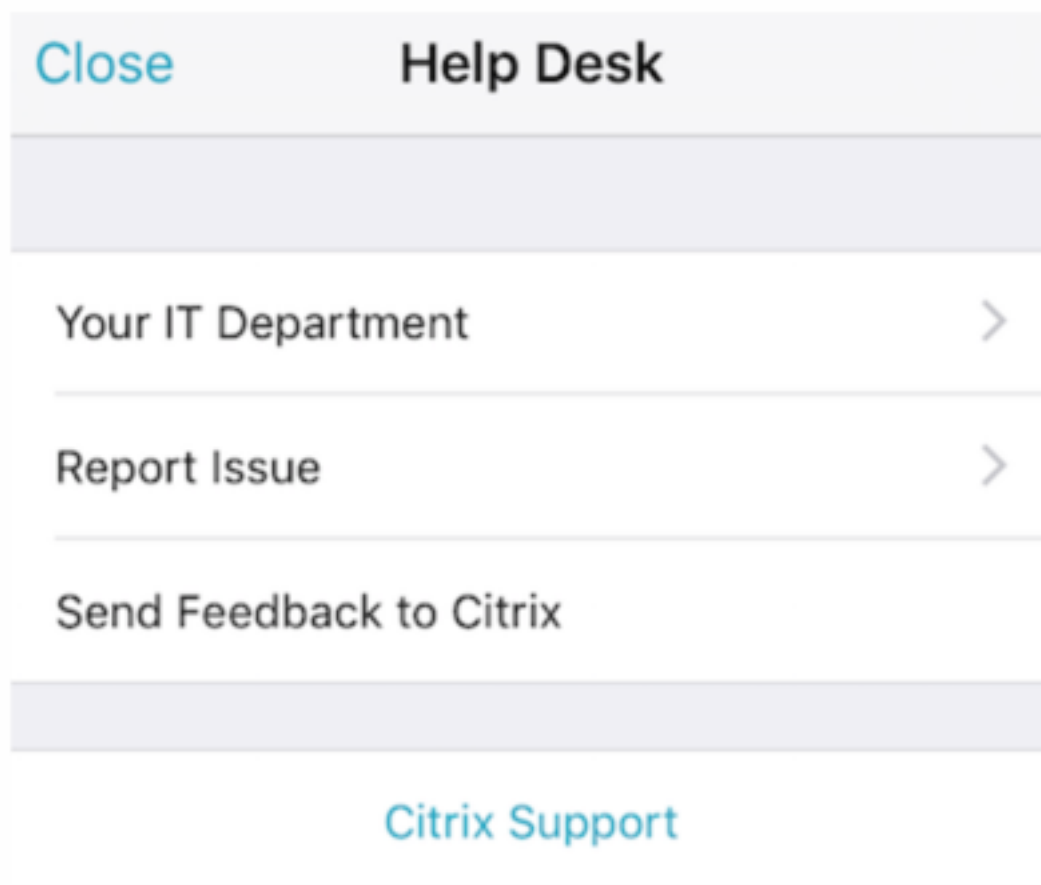 Close
Help Desk
Your IT Department
Report Issue
Send Feedback to Citrix
Citrix Support